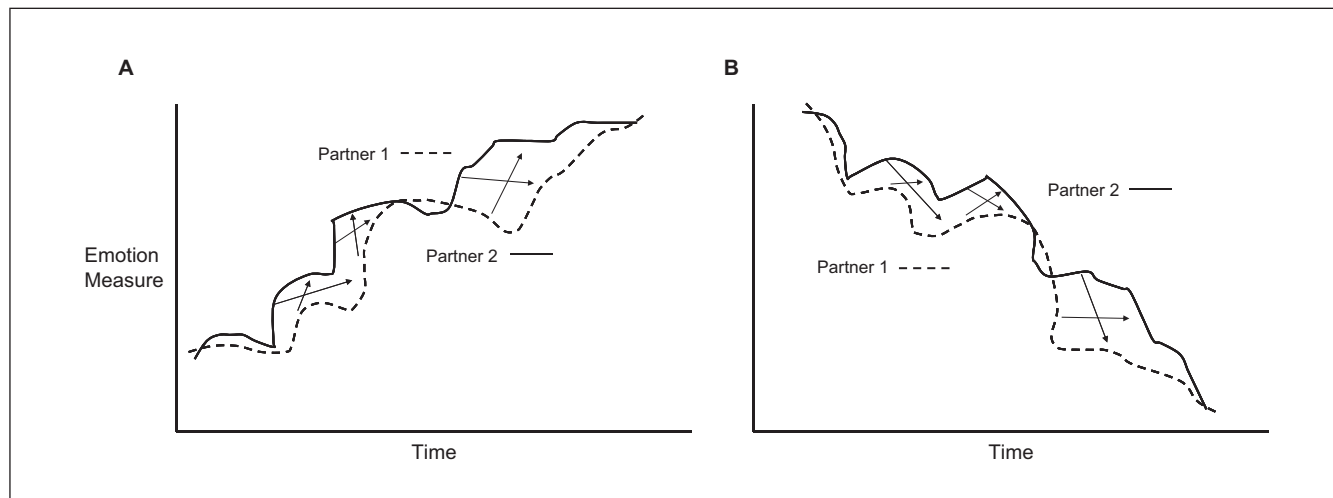 A
Partner 1
Partner 2
Emotion
Measure
Time
B
Partner 2
Partner 1
Time